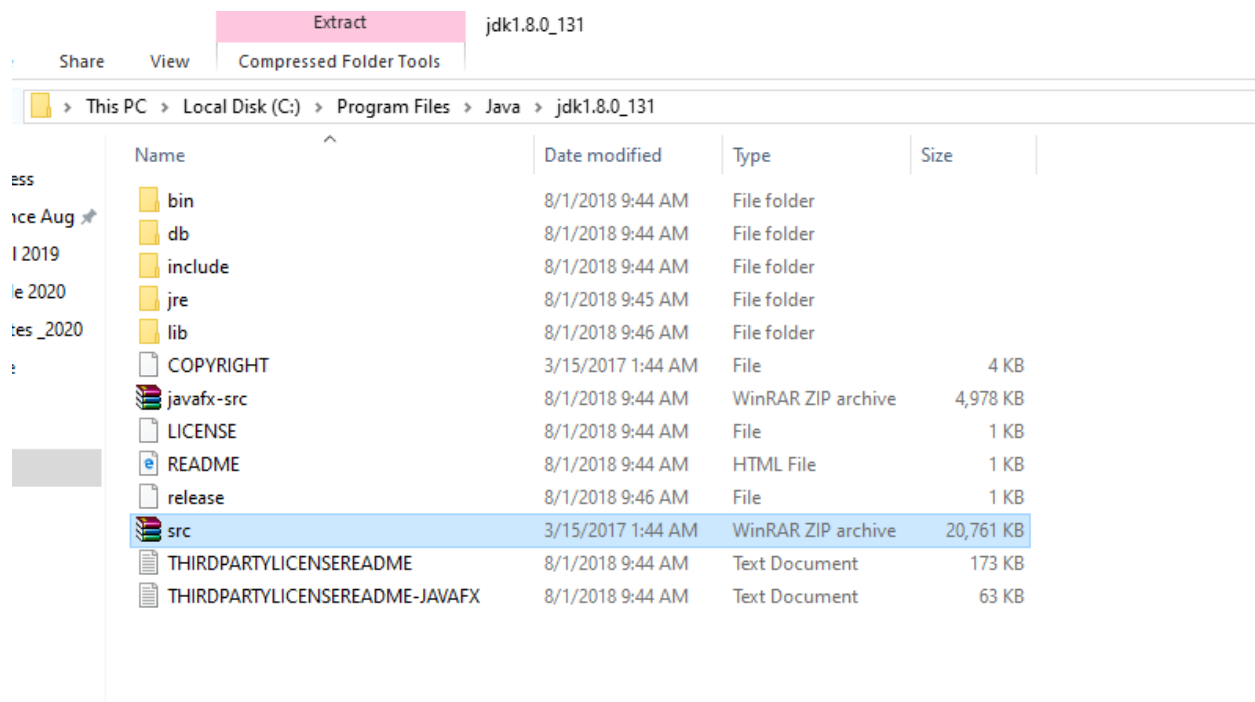 Extract jdk1.8.0_131
Share View Compressed Folder Tools
This PC > Local Disk (C:) > Program Files > Java > jdk1.8.0_131
Name Date modified Type Size
ess
nce Aug
l 2019
le 2020
tes _2020
e
bin 8/1/2018 9:44 AM File folder
db 8/1/2018 9:44 AM File folder
include 8/1/2018 9:44 AM File folder
jre 8/1/2018 9:45 AM File folder
lib 8/1/2018 9:46 AM File folder
COPYRIGHT 3/15/2017 1:44 AM File 4 KB
javafx-src 8/1/2018 9:44 AM WinRAR ZIP archive 4,978 KB
LICENSE 8/1/2018 9:44 AM File 1 KB
README 8/1/2018 9:44 AM HTML File 1 KB
release 8/1/2018 9:46 AM File 1 KB
src 3/15/2017 1:44 AM WinRAR ZIP archive 20,761 KB
THIRDPARTYLICENSEREADME 8/1/2018 9:44 AM Text Document 173 KB
THIRDPARTYLICENSEREADME-JAVAFX 8/1/2018 9:44 AM Text Document 63 KB